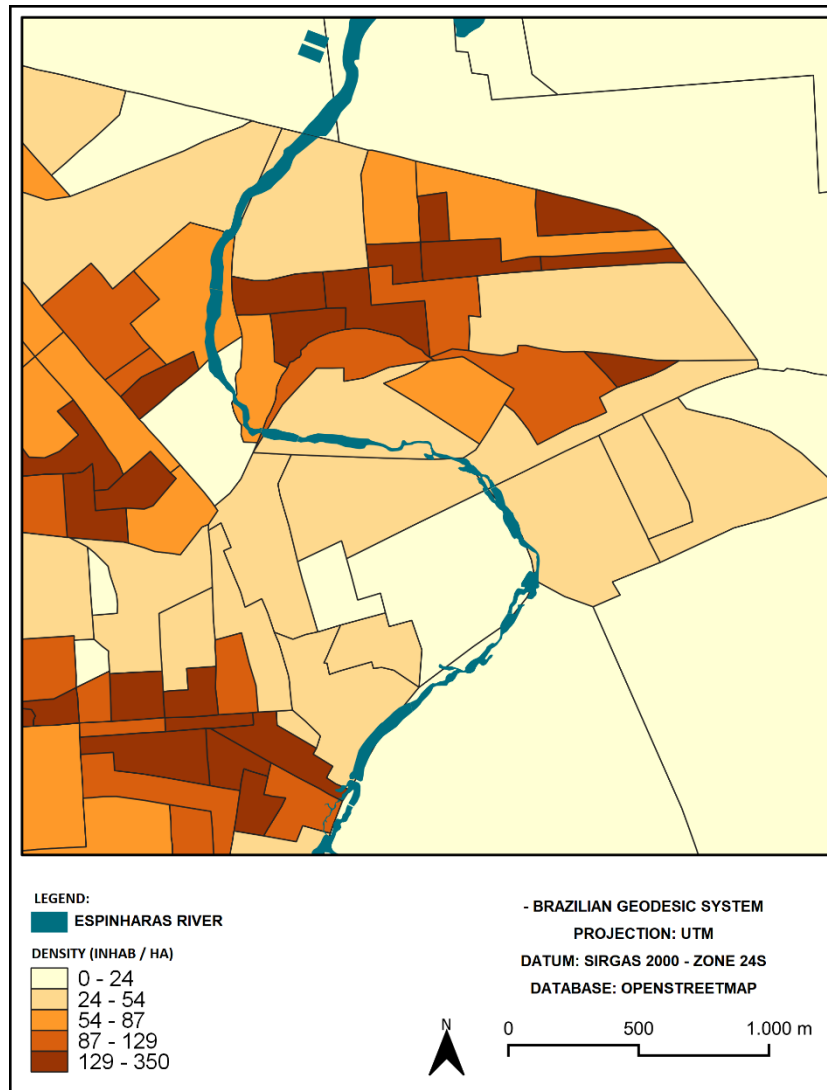 LEGEND:
ESPINHARAS RIVER
DENSITY (INHAB / HA)
0 - 24
24 - 54
54 - 87
87 - 129
129 - 350
- BRAZILIAN GEODESIC SYSTEM
PROJECTION: UTM
DATUM: SIRGAS 2000 - ZONE 24S
DATABASE: OPENSTREETMAP
N
0 500 1.000 m